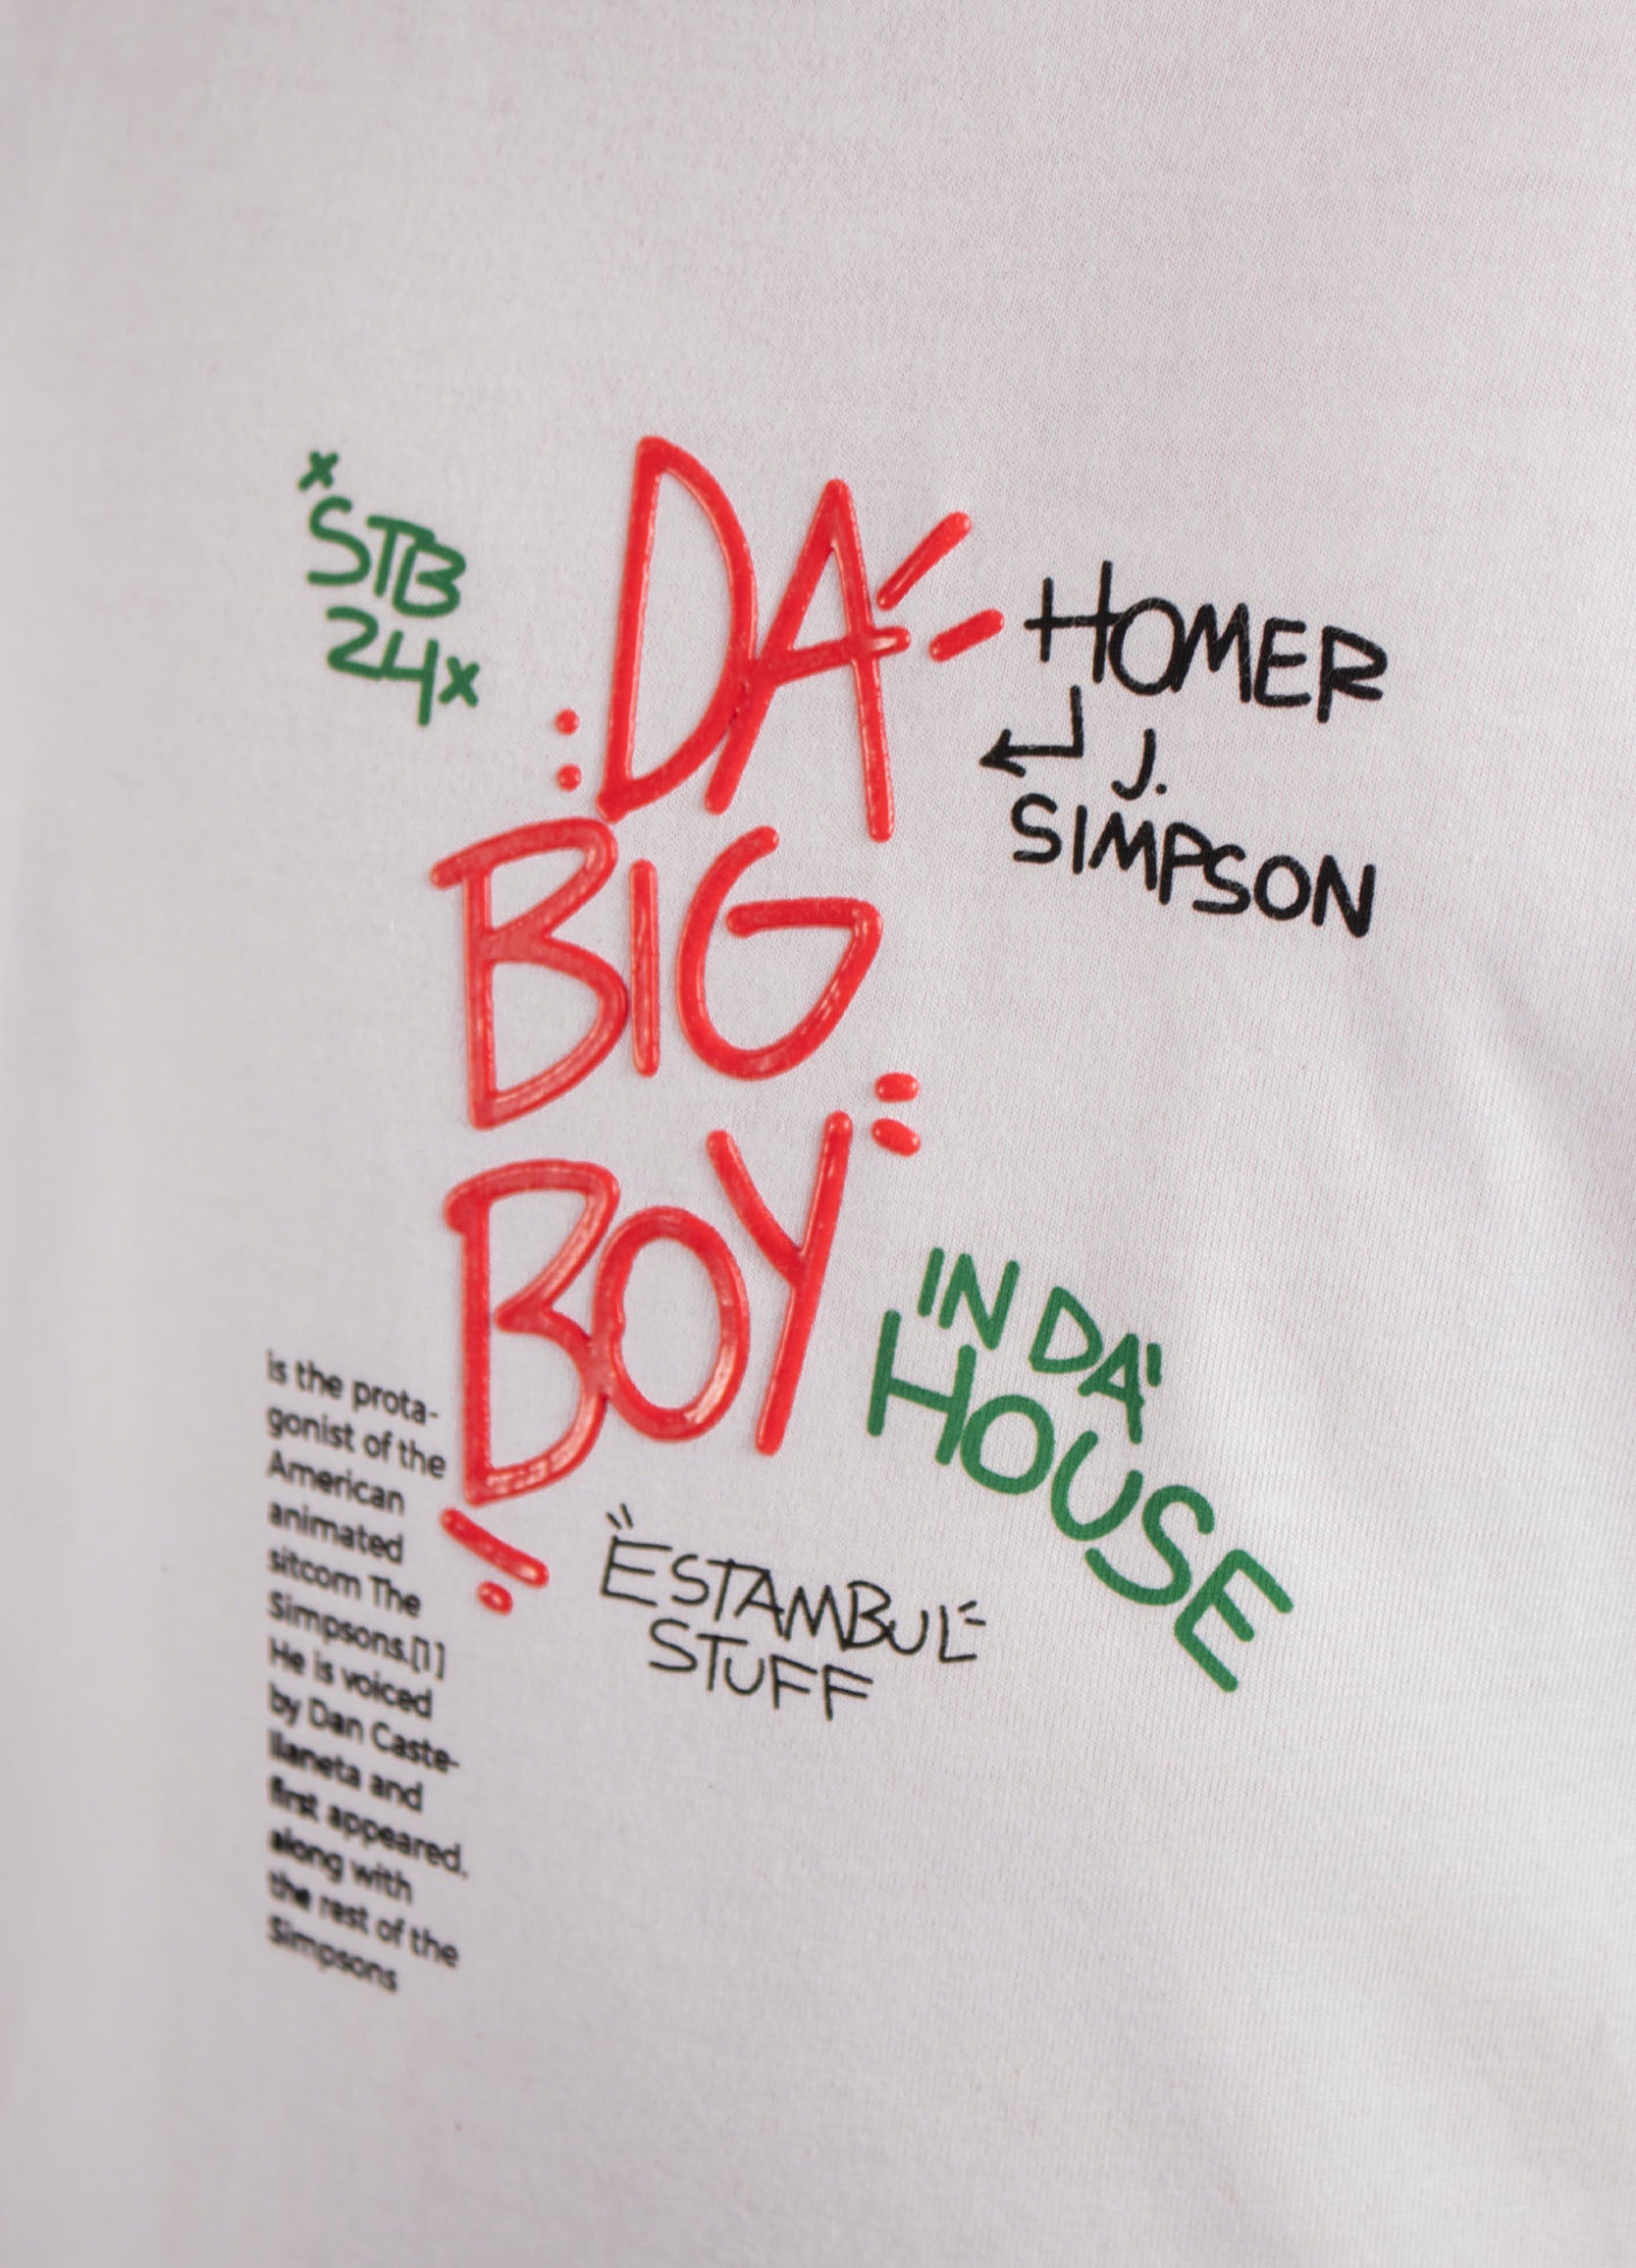 STB
24
DA
BIG
BOY
HOMER
J.
SIMPSON
IN DA
HOUSE
ESTAMBUL
STUFF
is the prota-
gonist of the
American
animated
sitcom The
Simpsons.[1]
He is voiced
by Dan Caste-
llaneta and
first appeared,
along with
the rest of the
Simpsons